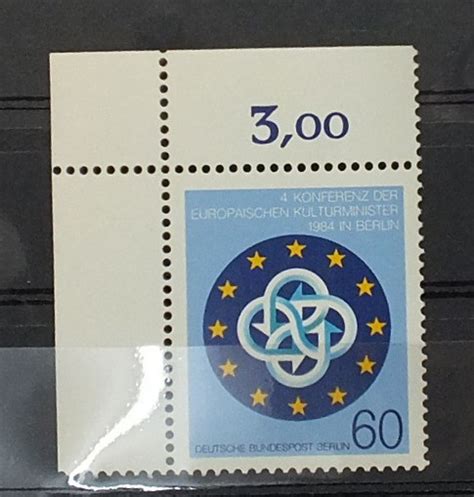 3,00
4. KONFERENZ DER
EUROPÄISCHEN KULTURMINISTER
1984 IN BERLIN
DEUTSCHE BUNDESPOST BERLIN 60